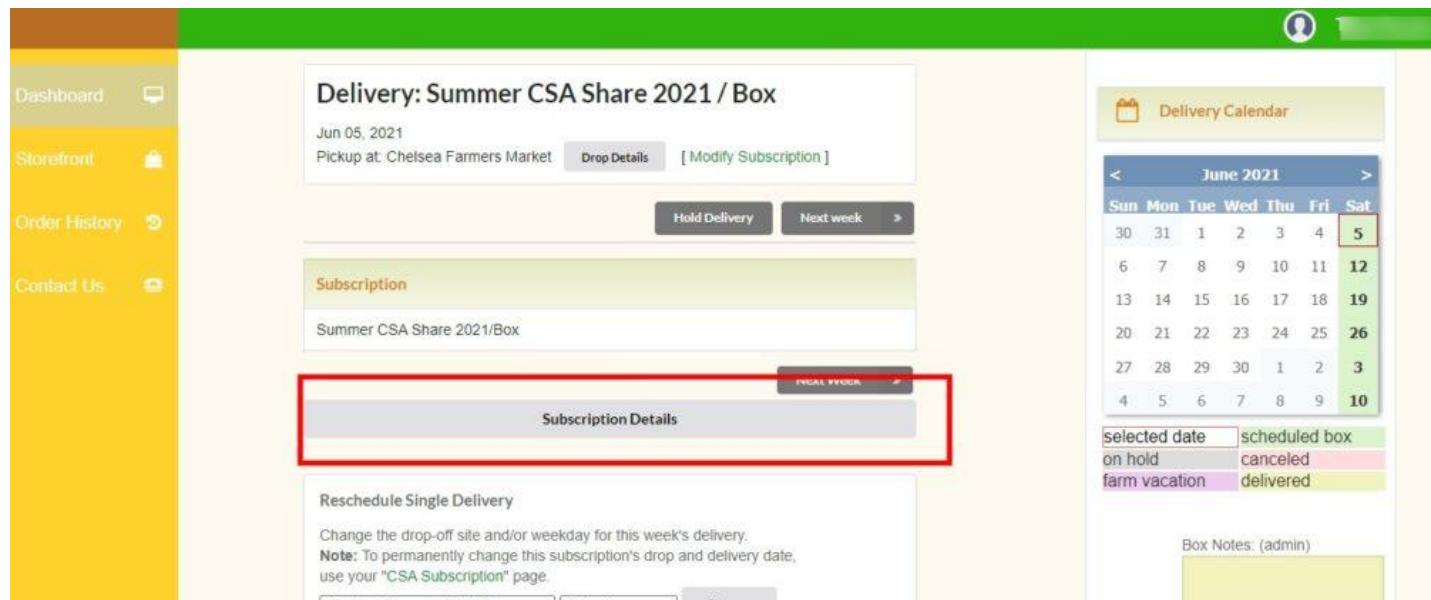 Dashboard
Storefront
Order History
Contact Us
Delivery: Summer CSA Share 2021 / Box
Jun 05, 2021
Pickup at: Chelsea Farmers Market Drop Details [ Modify Subscription ]
Hold Delivery Next week »
Subscription
Summer CSA Share 2021/Box
Next Week »
Subscription Details
Reschedule Single Delivery
Change the drop-off site and/or weekday for this week's delivery.
Note: To permanently change this subscription's drop and delivery date,
use your "CSA Subscription" page.
Delivery Calendar
< June 2021 >
Sun Mon Tue Wed Thu Fri Sat
30 31 1 2 3 4 5
6 7 8 9 10 11 12
13 14 15 16 17 18 19
20 21 22 23 24 25 26
27 28 29 30 1 2 3
4 5 6 7 8 9 10
selected date scheduled box
on hold canceled
farm vacation delivered
Box Notes: (admin)